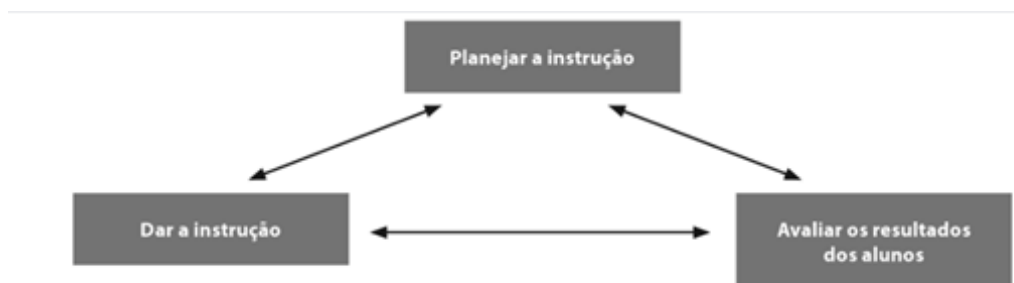 Planejar a instrução
Dar a instrução
Avaliar os resultados
dos alunos